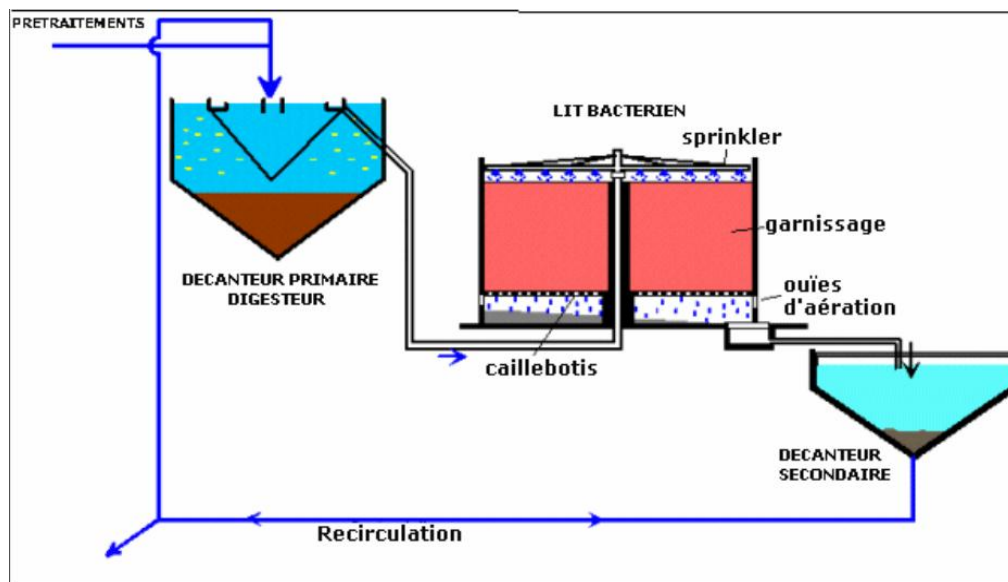 PRETRAITEMENTS
LIT BACTERIEN
sprinkler
garnissage
DECANTEUR PRIMAIRE
DIGESTEUR
ouïes
d'aération
caillebotis
DECANTEUR
SECONDAIRE
Recirculation